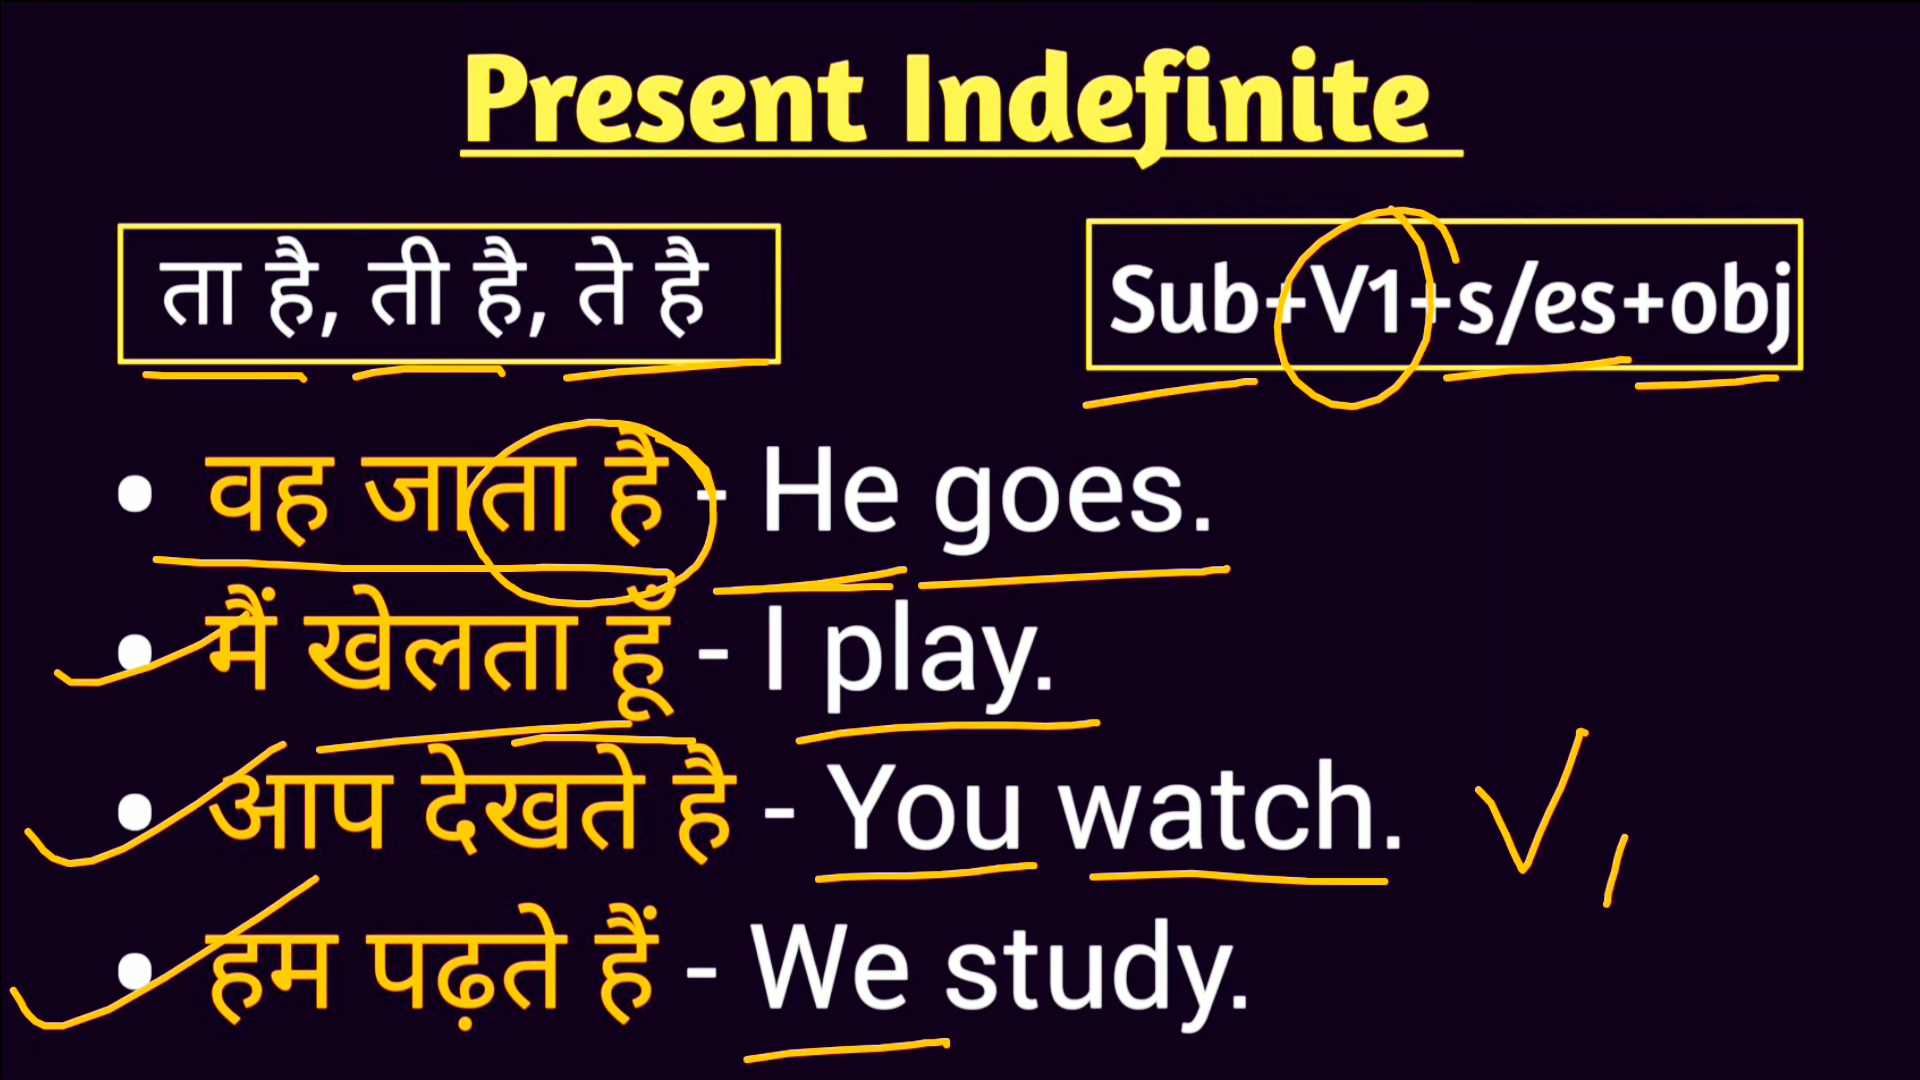 Present Indefinite
ता है, ती है, ते है
Sub+V1+s/es+obj
• वह जाता है - He goes.
• मैं खेलता हूँ - I play.
• आप देखते है - You watch.
• हम पढ़ते हैं - We study.
V1